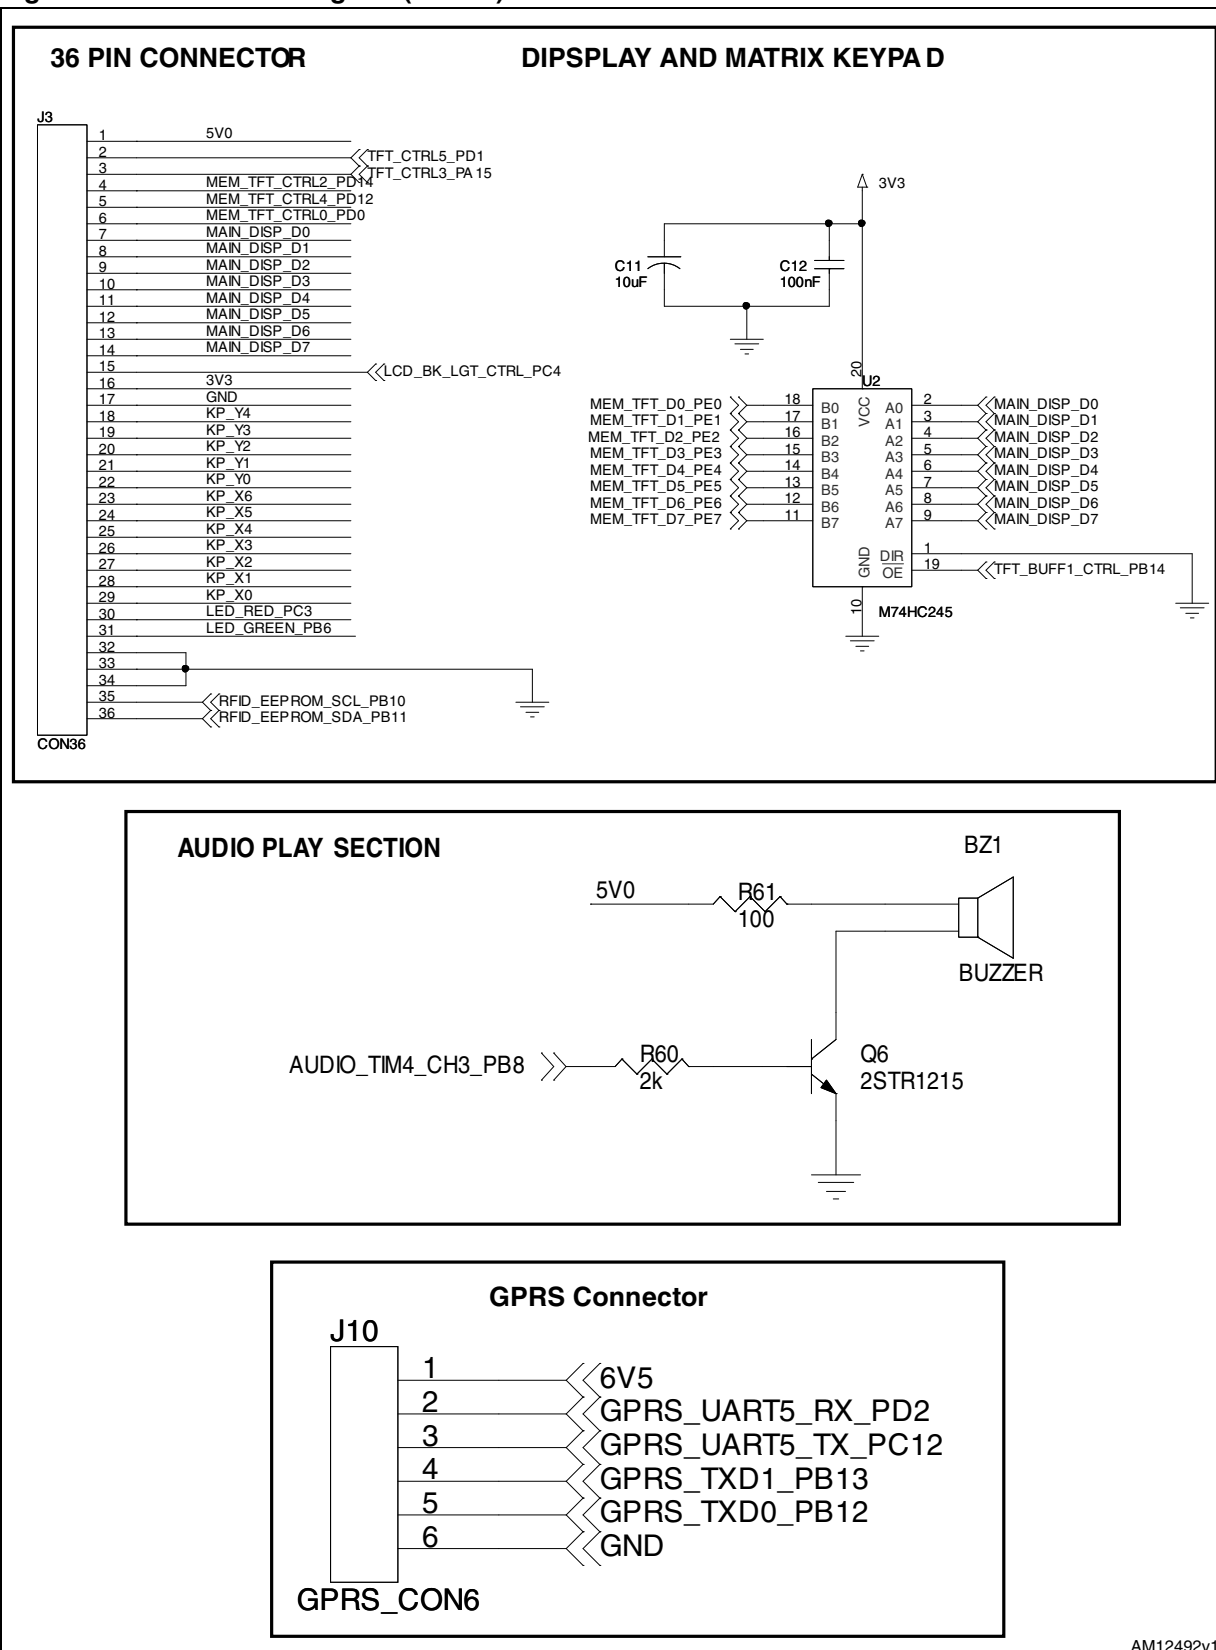 36 PIN CONNECTOR
DIPSPLAY AND MATRIX KEYPAD
J3
1 5V0
2 TFT_CTRL5_PD1
3 TFT_CTRL3_PA15
4 MEM_TFT_CTRL2_PD14
5 MEM_TFT_CTRL4_PD12
6 MEM_TFT_CTRL0_PD0
7 MAIN_DISP_D0
8 MAIN_DISP_D1
9 MAIN_DISP_D2
10 MAIN_DISP_D3
11 MAIN_DISP_D4
12 MAIN_DISP_D5
13 MAIN_DISP_D6
14 MAIN_DISP_D7
15 LCD_BK_LGT_CTRL_PC4
16 3V3
17 GND
18 KP_Y4
19 KP_Y3
20 KP_Y2
21 KP_Y1
22 KP_Y0
23 KP_X6
24 KP_X5
25 KP_X4
26 KP_X3
27 KP_X2
28 KP_X1
29 KP_X0
30 LED_RED_PC3
31 LED_GREEN_PB6
32
33
34
35 RFID_EEPROM_SCL_PB10
36 RFID_EEPROM_SDA_PB11
CON36
3V3
C11
10uF
C12
100nF
20
U2
VCC
MEM_TFT_D0_PE0 18 B0 A0 2 MAIN_DISP_D0
MEM_TFT_D1_PE1 17 B1 A1 3 MAIN_DISP_D1
MEM_TFT_D2_PE2 16 B2 A2 4 MAIN_DISP_D2
MEM_TFT_D3_PE3 15 B3 A3 5 MAIN_DISP_D3
MEM_TFT_D4_PE4 14 B4 A4 6 MAIN_DISP_D4
MEM_TFT_D5_PE5 13 B5 A5 7 MAIN_DISP_D5
MEM_TFT_D6_PE6 12 B6 A6 8 MAIN_DISP_D6
MEM_TFT_D7_PE7 11 B7 A7 9 MAIN_DISP_D7
GND DIR 1
OE 19 TFT_BUFF1_CTRL_PB14
10
M74HC245
AUDIO PLAY SECTION
BZ1
5V0
R61
100
BUZZER
AUDIO_TIM4_CH3_PB8
R60
2k
Q6
2STR1215
GPRS Connector
J10
1 6V5
2 GPRS_UART5_RX_PD2
3 GPRS_UART5_TX_PC12
4 GPRS_TXD1_PB13
5 GPRS_TXD0_PB12
6 GND
GPRS_CON6
AM12492v1